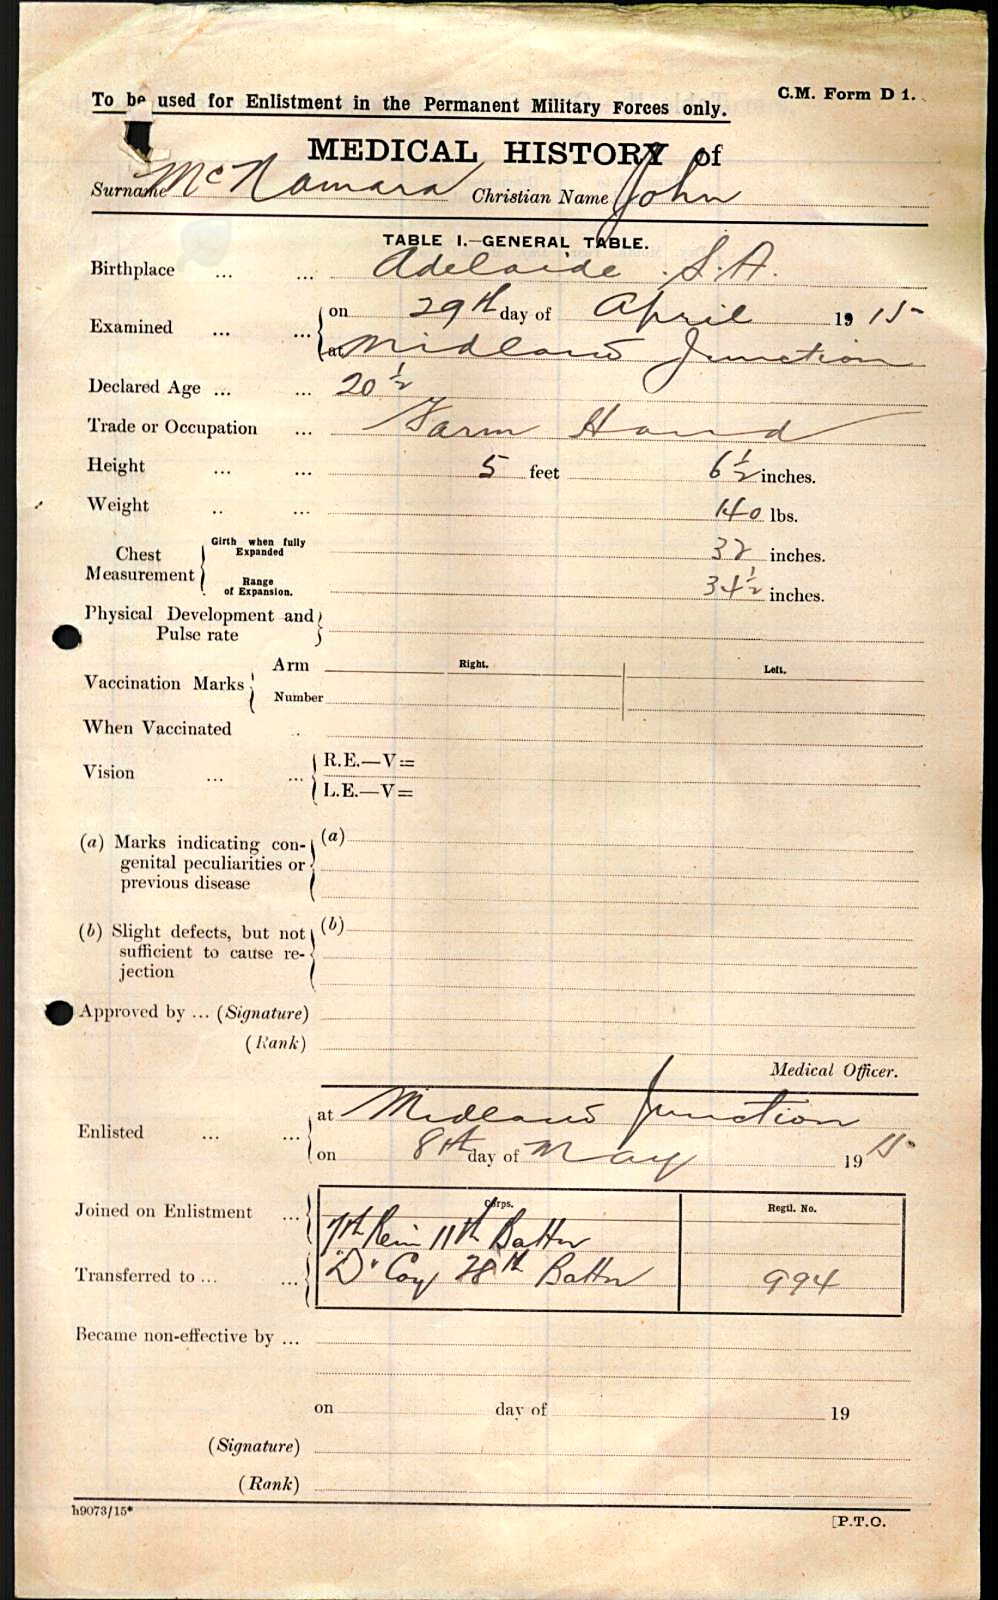 C.M. Form D 1.
To be used for Enlistment in the Permanent Military Forces only.
MEDICAL HISTORY of
Surname McNamara Christian Name John
TABLE I.—GENERAL TABLE.
Birthplace ... ... Adelaide S.A.
Examined ... ... on 29th day of April 1915
at Midland Junction
Declared Age ... ... 20½
Trade or Occupation ... Farm Hand
Height ... ... 5 feet 6½ inches.
Weight .. ... 140 lbs.
Chest Measurement
Girth when fully Expanded 32 inches.
Range of Expansion. 34½ inches.
Physical Development and Pulse rate
Vaccination Marks Arm Right. Left.
Number
When Vaccinated ..
Vision ... ... R.E.—V=
L.E.—V=
(a) Marks indicating con- (a)
genital peculiarities or
previous disease
(b) Slight defects, but not (b)
sufficient to cause re-
jection
Approved by ... (Signature)
(Rank)
Medical Officer.
Enlisted ... ... at Midland Junction
on 8th day of May 1915
Corps. Regtl. No.
Joined on Enlistment ... 7th Rein 11th Battn
Transferred to ... ... "D" Coy 28th Battn 994
Became non-effective by ...
on day of 19
(Signature)
(Rank)
h9073/15*
[P.T.O.